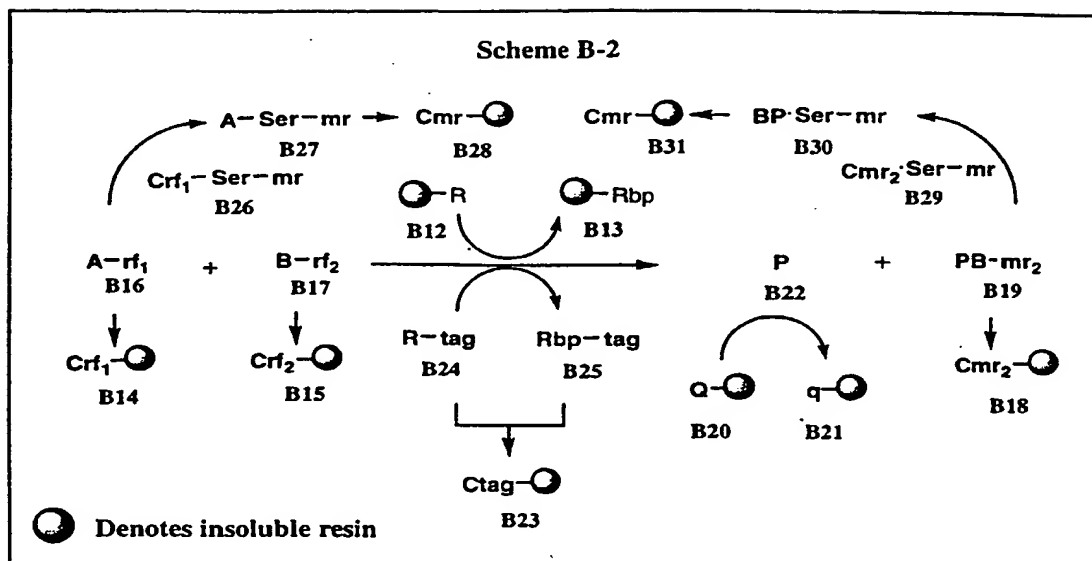 Scheme B-2
A—Ser—mr → Cmr—
B27 B28
Cmr— ← BP·Ser—mr
B31 B30
Crf₁—Ser—mr
B26
Cmr₂·Ser—mr
B29
—R —Rbp
B12 B13
A—rf₁ + B—rf₂ → P + PB—mr₂
B16 B17 B22 B19
R—tag Rbp—tag
B24 B25
Crf₁— Crf₂—
B14 B15
Q— q—
B20 B21
Cmr₂—
B18
Ctag—
B23
Denotes insoluble resin